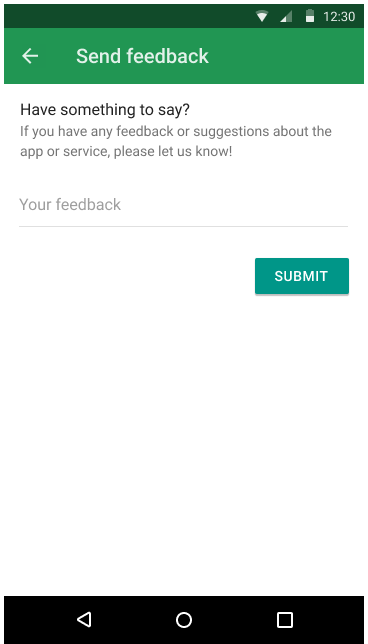 12:30
Send feedback
Have something to say?
If you have any feedback or suggestions about the
app or service, please let us know!
Your feedback
SUBMIT